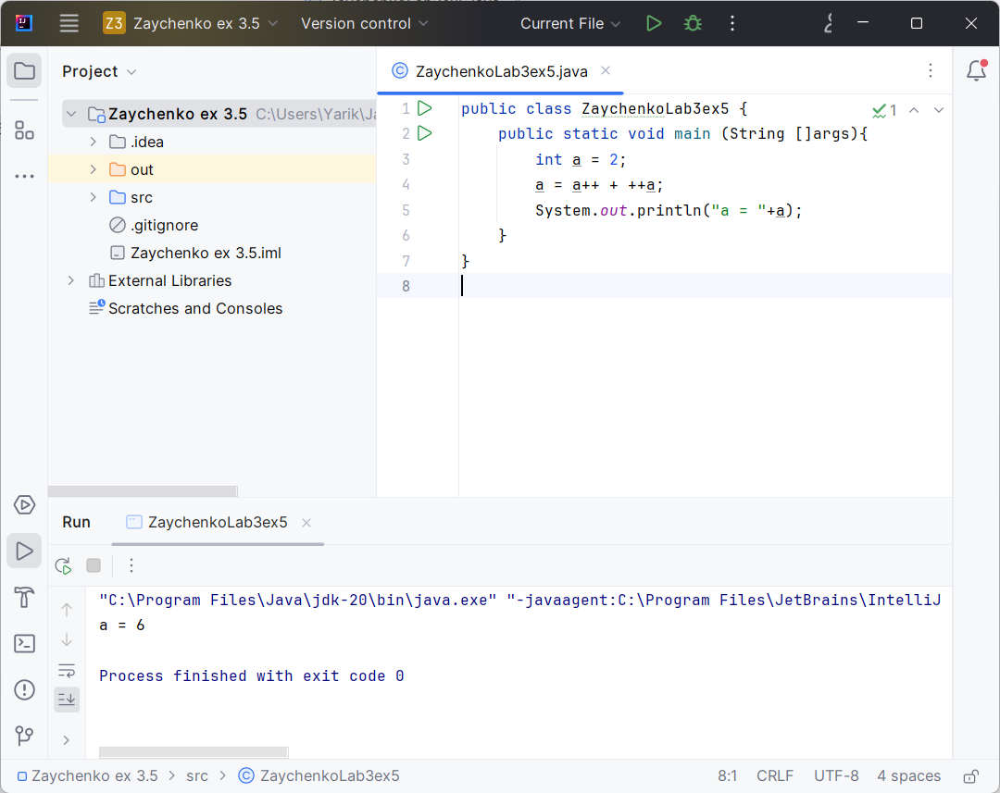 Z3 Zaychenko ex 3.5 Version control Current File
Project
Zaychenko ex 3.5 C:\Users\Yarik\Ja
.idea
out
src
.gitignore
Zaychenko ex 3.5.iml
External Libraries
Scratches and Consoles
ZaychenkoLab3ex5.java
1 public class ZaychenkoLab3ex5 { 1
2 public static void main (String []args){
3 int a = 2;
4 a = a++ + ++a;
5 System.out.println("a = "+a);
6 }
7 }
8
Run ZaychenkoLab3ex5
"C:\Program Files\Java\jdk-20\bin\java.exe" "-javaagent:C:\Program Files\JetBrains\IntelliJ
a = 6
Process finished with exit code 0
Zaychenko ex 3.5 > src > ZaychenkoLab3ex5 8:1 CRLF UTF-8 4 spaces